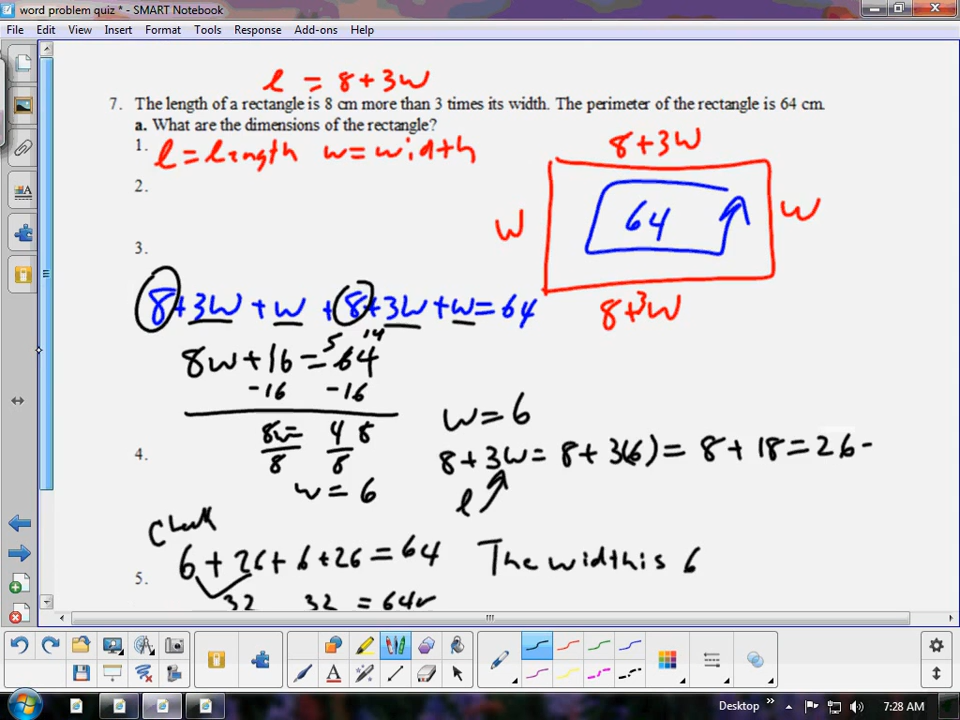 word problem quiz * - SMART Notebook
File Edit View Insert Format Tools Response Add-ons Help
l = 8+3w
7. The length of a rectangle is 8 cm more than 3 times its width. The perimeter of the rectangle is 64 cm.
a. What are the dimensions of the rectangle?
1. l = length w = width
8+3w
2.
w 64 w
3.
8+3w
8+3w + w + 8+3w + w = 64
5 14
8w + 16 = 64
-16 -16
8w = 48
8 8
w = 6
w = 6
4.
8 + 3w = 8 + 3(6) = 8 + 18 = 26 -
l
Check
6 + 26 + 6 + 26 = 64
The width is 6
5.
32 32 = 64
Desktop »
7:28 AM